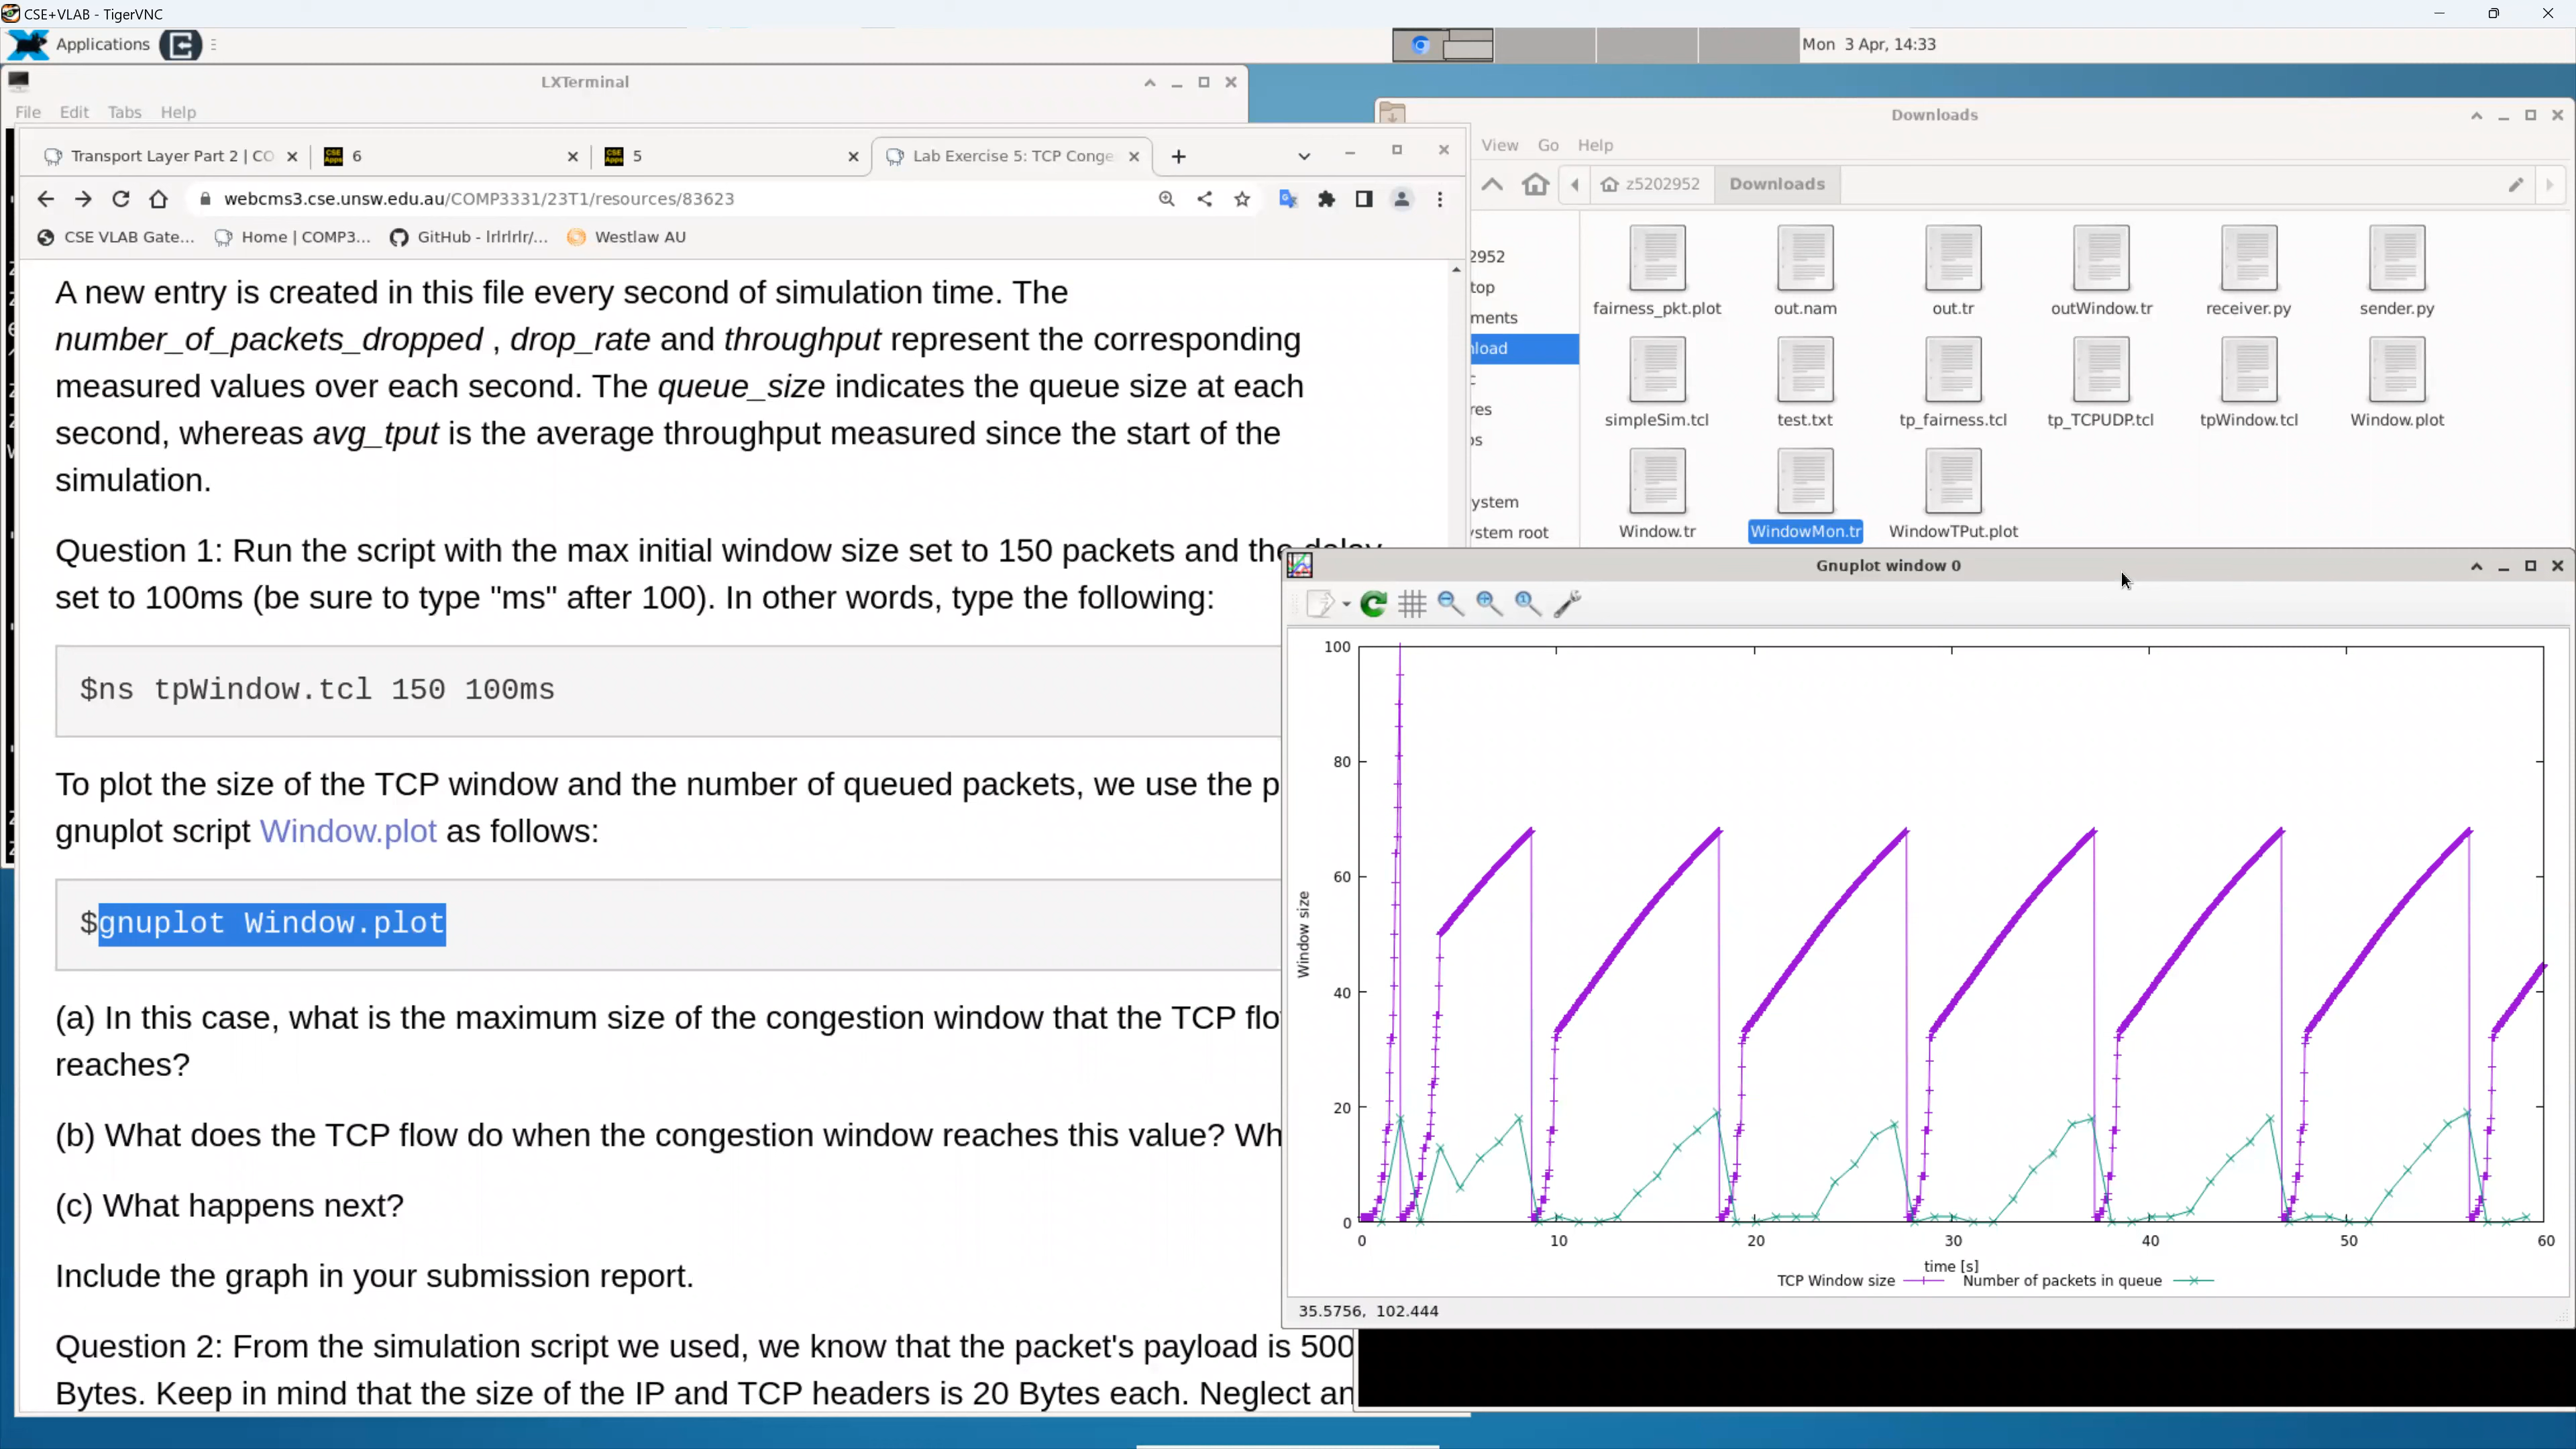 CSE+VLAB - TigerVNC
Applications
Mon 3 Apr, 14:33
LXTerminal
File Edit Tabs Help
Transport Layer Part 2 | CO
6
5
Lab Exercise 5: TCP Conge
webcms3.cse.unsw.edu.au/COMP3331/23T1/resources/83623
CSE VLAB Gate...
Home | COMP3...
GitHub - lrlrlrlr/...
Westlaw AU
A new entry is created in this file every second of simulation time. The
number_of_packets_dropped , drop_rate and throughput represent the corresponding
measured values over each second. The queue_size indicates the queue size at each
second, whereas avg_tput is the average throughput measured since the start of the
simulation.
Question 1: Run the script with the max initial window size set to 150 packets and the delay
set to 100ms (be sure to type "ms" after 100). In other words, type the following:
$ns tpWindow.tcl 150 100ms
To plot the size of the TCP window and the number of queued packets, we use the p
gnuplot script Window.plot as follows:
$gnuplot Window.plot
(a) In this case, what is the maximum size of the congestion window that the TCP flo
reaches?
(b) What does the TCP flow do when the congestion window reaches this value? Wh
(c) What happens next?
Include the graph in your submission report.
Question 2: From the simulation script we used, we know that the packet's payload is 500
Bytes. Keep in mind that the size of the IP and TCP headers is 20 Bytes each. Neglect an
Downloads
View Go Help
z5202952
Downloads
2952
top
ments
nload
res
ystem
ystem root
fairness_pkt.plot
out.nam
out.tr
outWindow.tr
receiver.py
sender.py
simpleSim.tcl
test.txt
tp_fairness.tcl
tp_TCPUDP.tcl
tpWindow.tcl
Window.plot
Window.tr
WindowMon.tr
WindowTPut.plot
Gnuplot window 0
100
80
60
40
20
0
Window size
0 10 20 30 40 50 60
time [s]
TCP Window size
Number of packets in queue
35.5756, 102.444